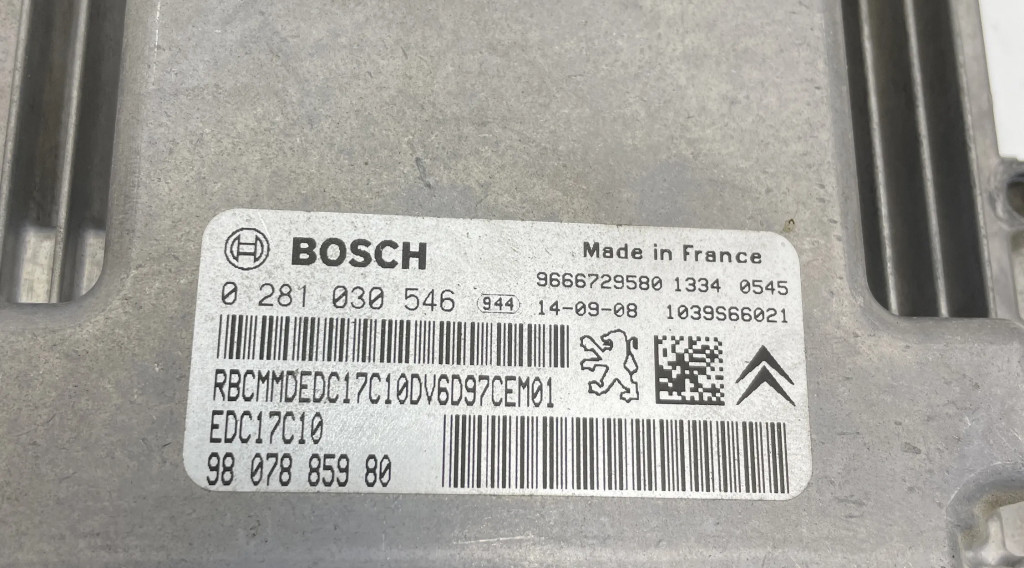 BOSCH
Made in France
9666729580 1334 0545
0 281 030 546 944 14-09-08 1039S66021
RBCMMDEDC17C10DV6D97CEM01
EDC17C10
98 078 859 80